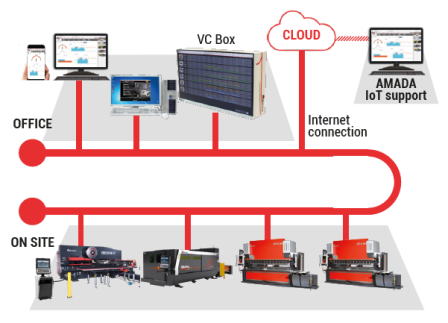 VC Box
CLOUD
AMADA
IoT support
Internet
connection
OFFICE
ON SITE